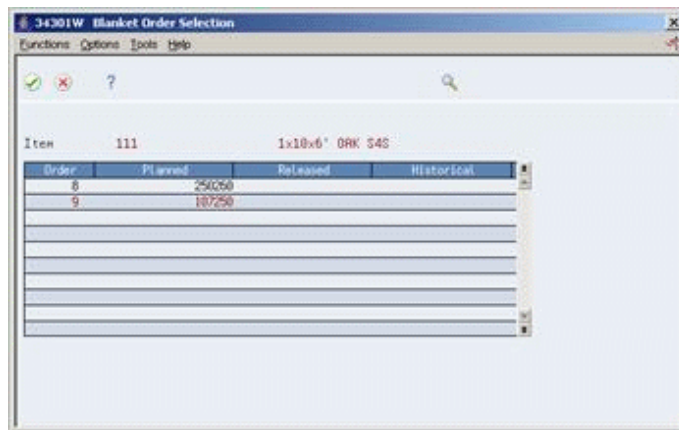 34301W Blanket Order Selection
Functions Options Tools Help
?
Item 111 1x10x6' OAK S4S
Order Planned Released Historical
8 250260
9 107250